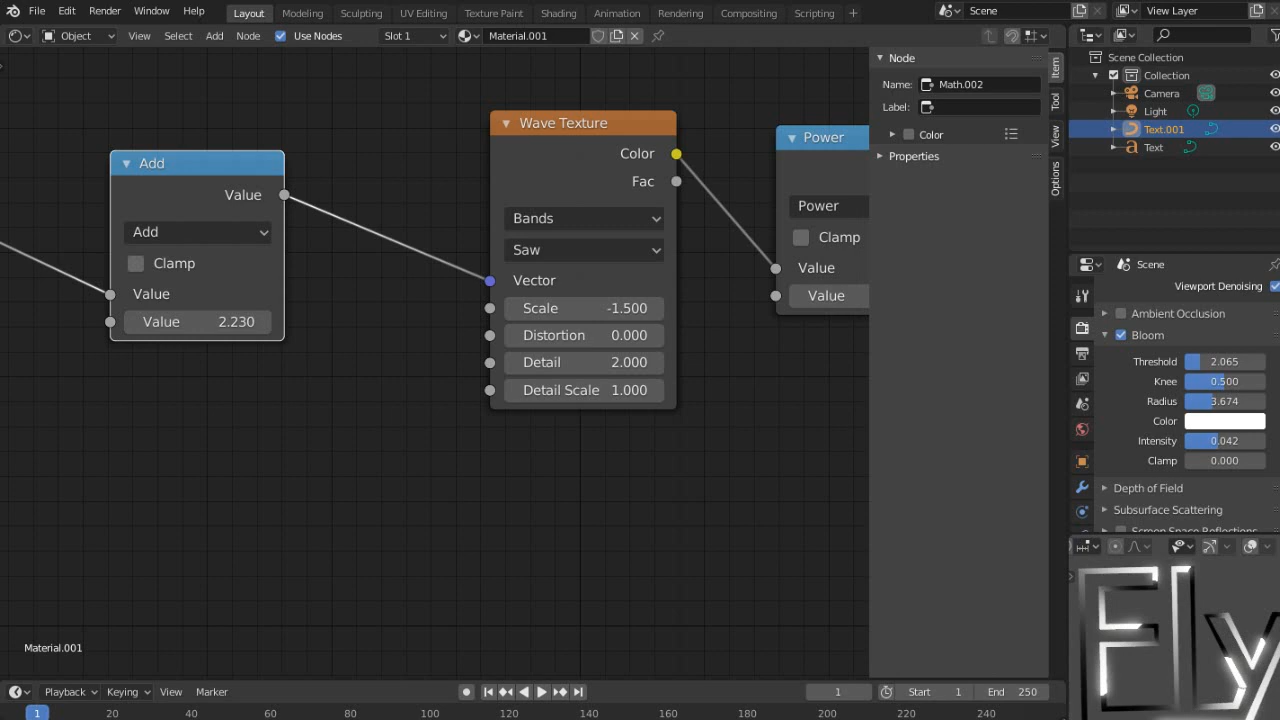 File Edit Render Window Help Layout Modeling Sculpting UV Editing Texture Paint Shading Animation Rendering Compositing Scripting + Scene View Layer
Object View Select Add Node Use Nodes Slot 1 Material.001
Node
Name: Math.002
Label:
Color
Properties
Item
Tool
View
Options
Add
Value
Add
Clamp
Value
Value 2.230
Wave Texture
Color
Fac
Bands
Saw
Vector
Scale -1.500
Distortion 0.000
Detail 2.000
Detail Scale 1.000
Power
Power
Clamp
Value
Value
Material.001
Scene Collection
Collection
Camera
Light
Text.001
Text
Scene
Viewport Denoising
Ambient Occlusion
Bloom
Threshold 2.065
Knee 0.500
Radius 3.674
Color
Intensity 0.042
Clamp 0.000
Depth of Field
Subsurface Scattering
Screen Space Reflections
Fly
Playback Keying View Marker 1 Start 1 End 250
1 20 40 60 80 100 120 140 160 180 200 220 240